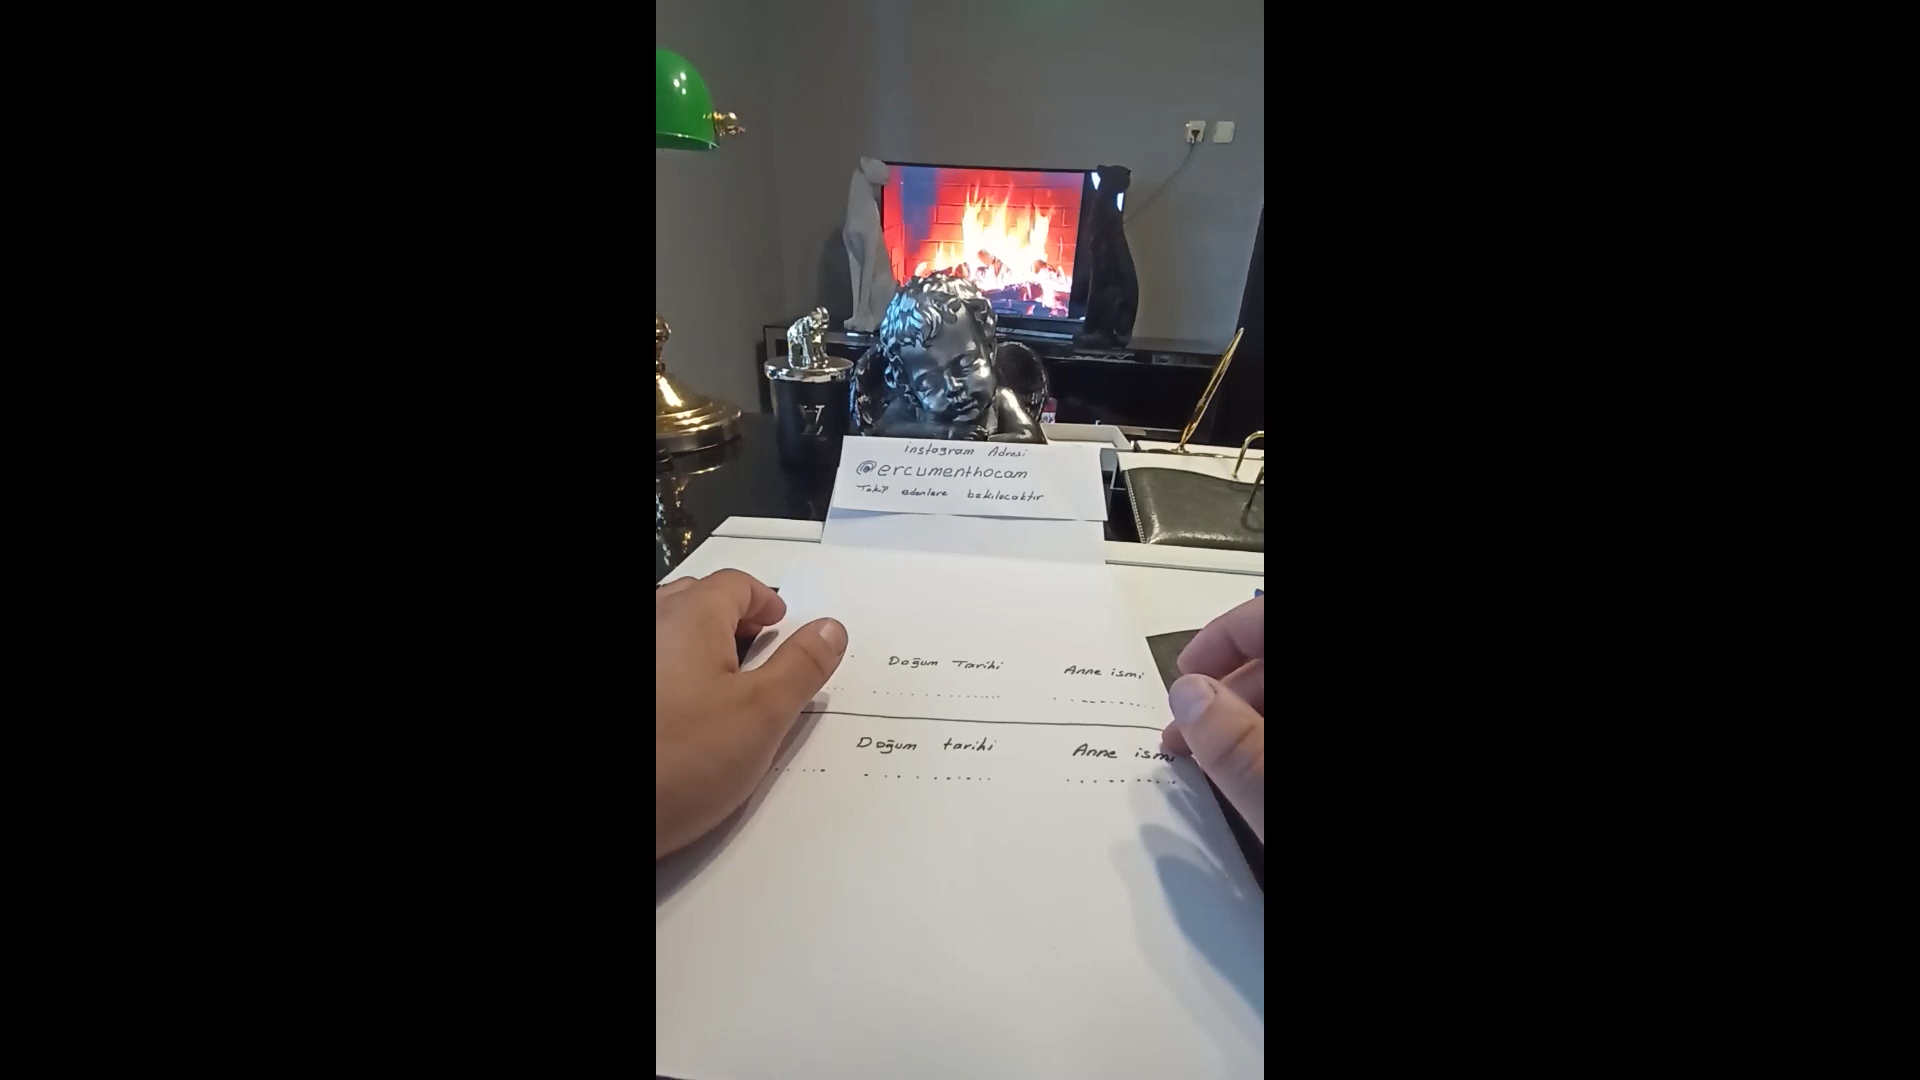 instagram Adresi
@ercumenthocam
Takip edenlere bakılacaktır
Doğum Tarihi Anne ismi
Doğum tarihi Anne ismi